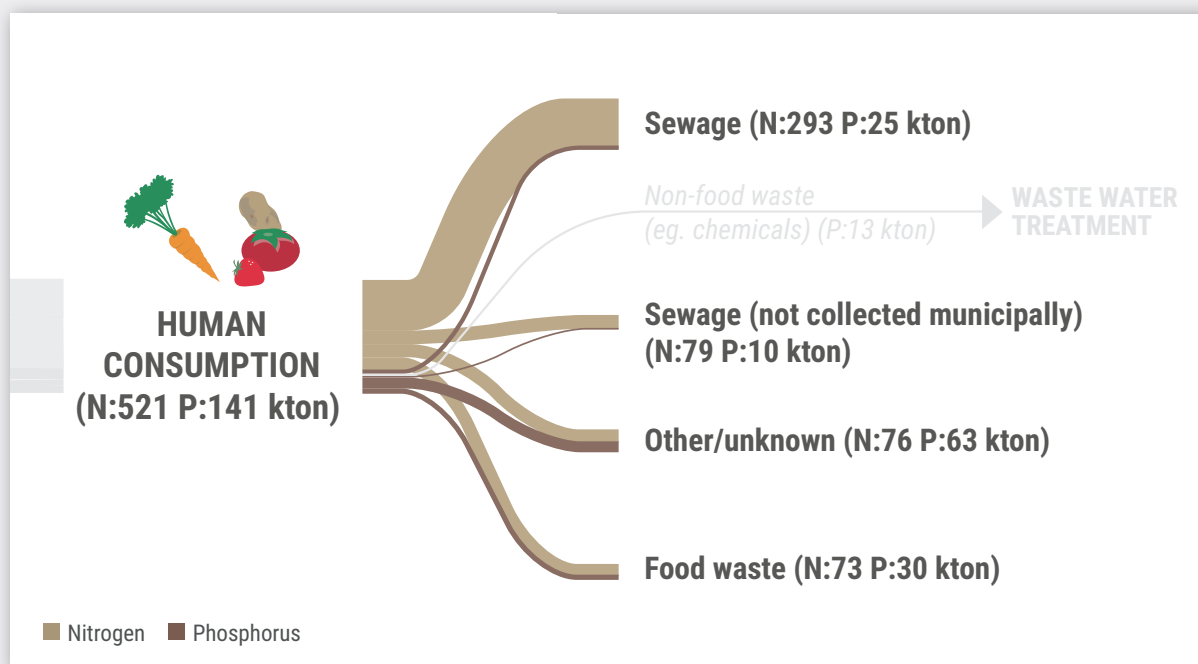 Sewage (N:293 P:25 kton)
Non-food waste
(eg. chemicals) (P:13 kton)
WASTE WATER
TREATMENT
HUMAN
CONSUMPTION
(N:521 P:141 kton)
Sewage (not collected municipally)
(N:79 P:10 kton)
Other/unknown (N:76 P:63 kton)
Food waste (N:73 P:30 kton)
Nitrogen
Phosphorus